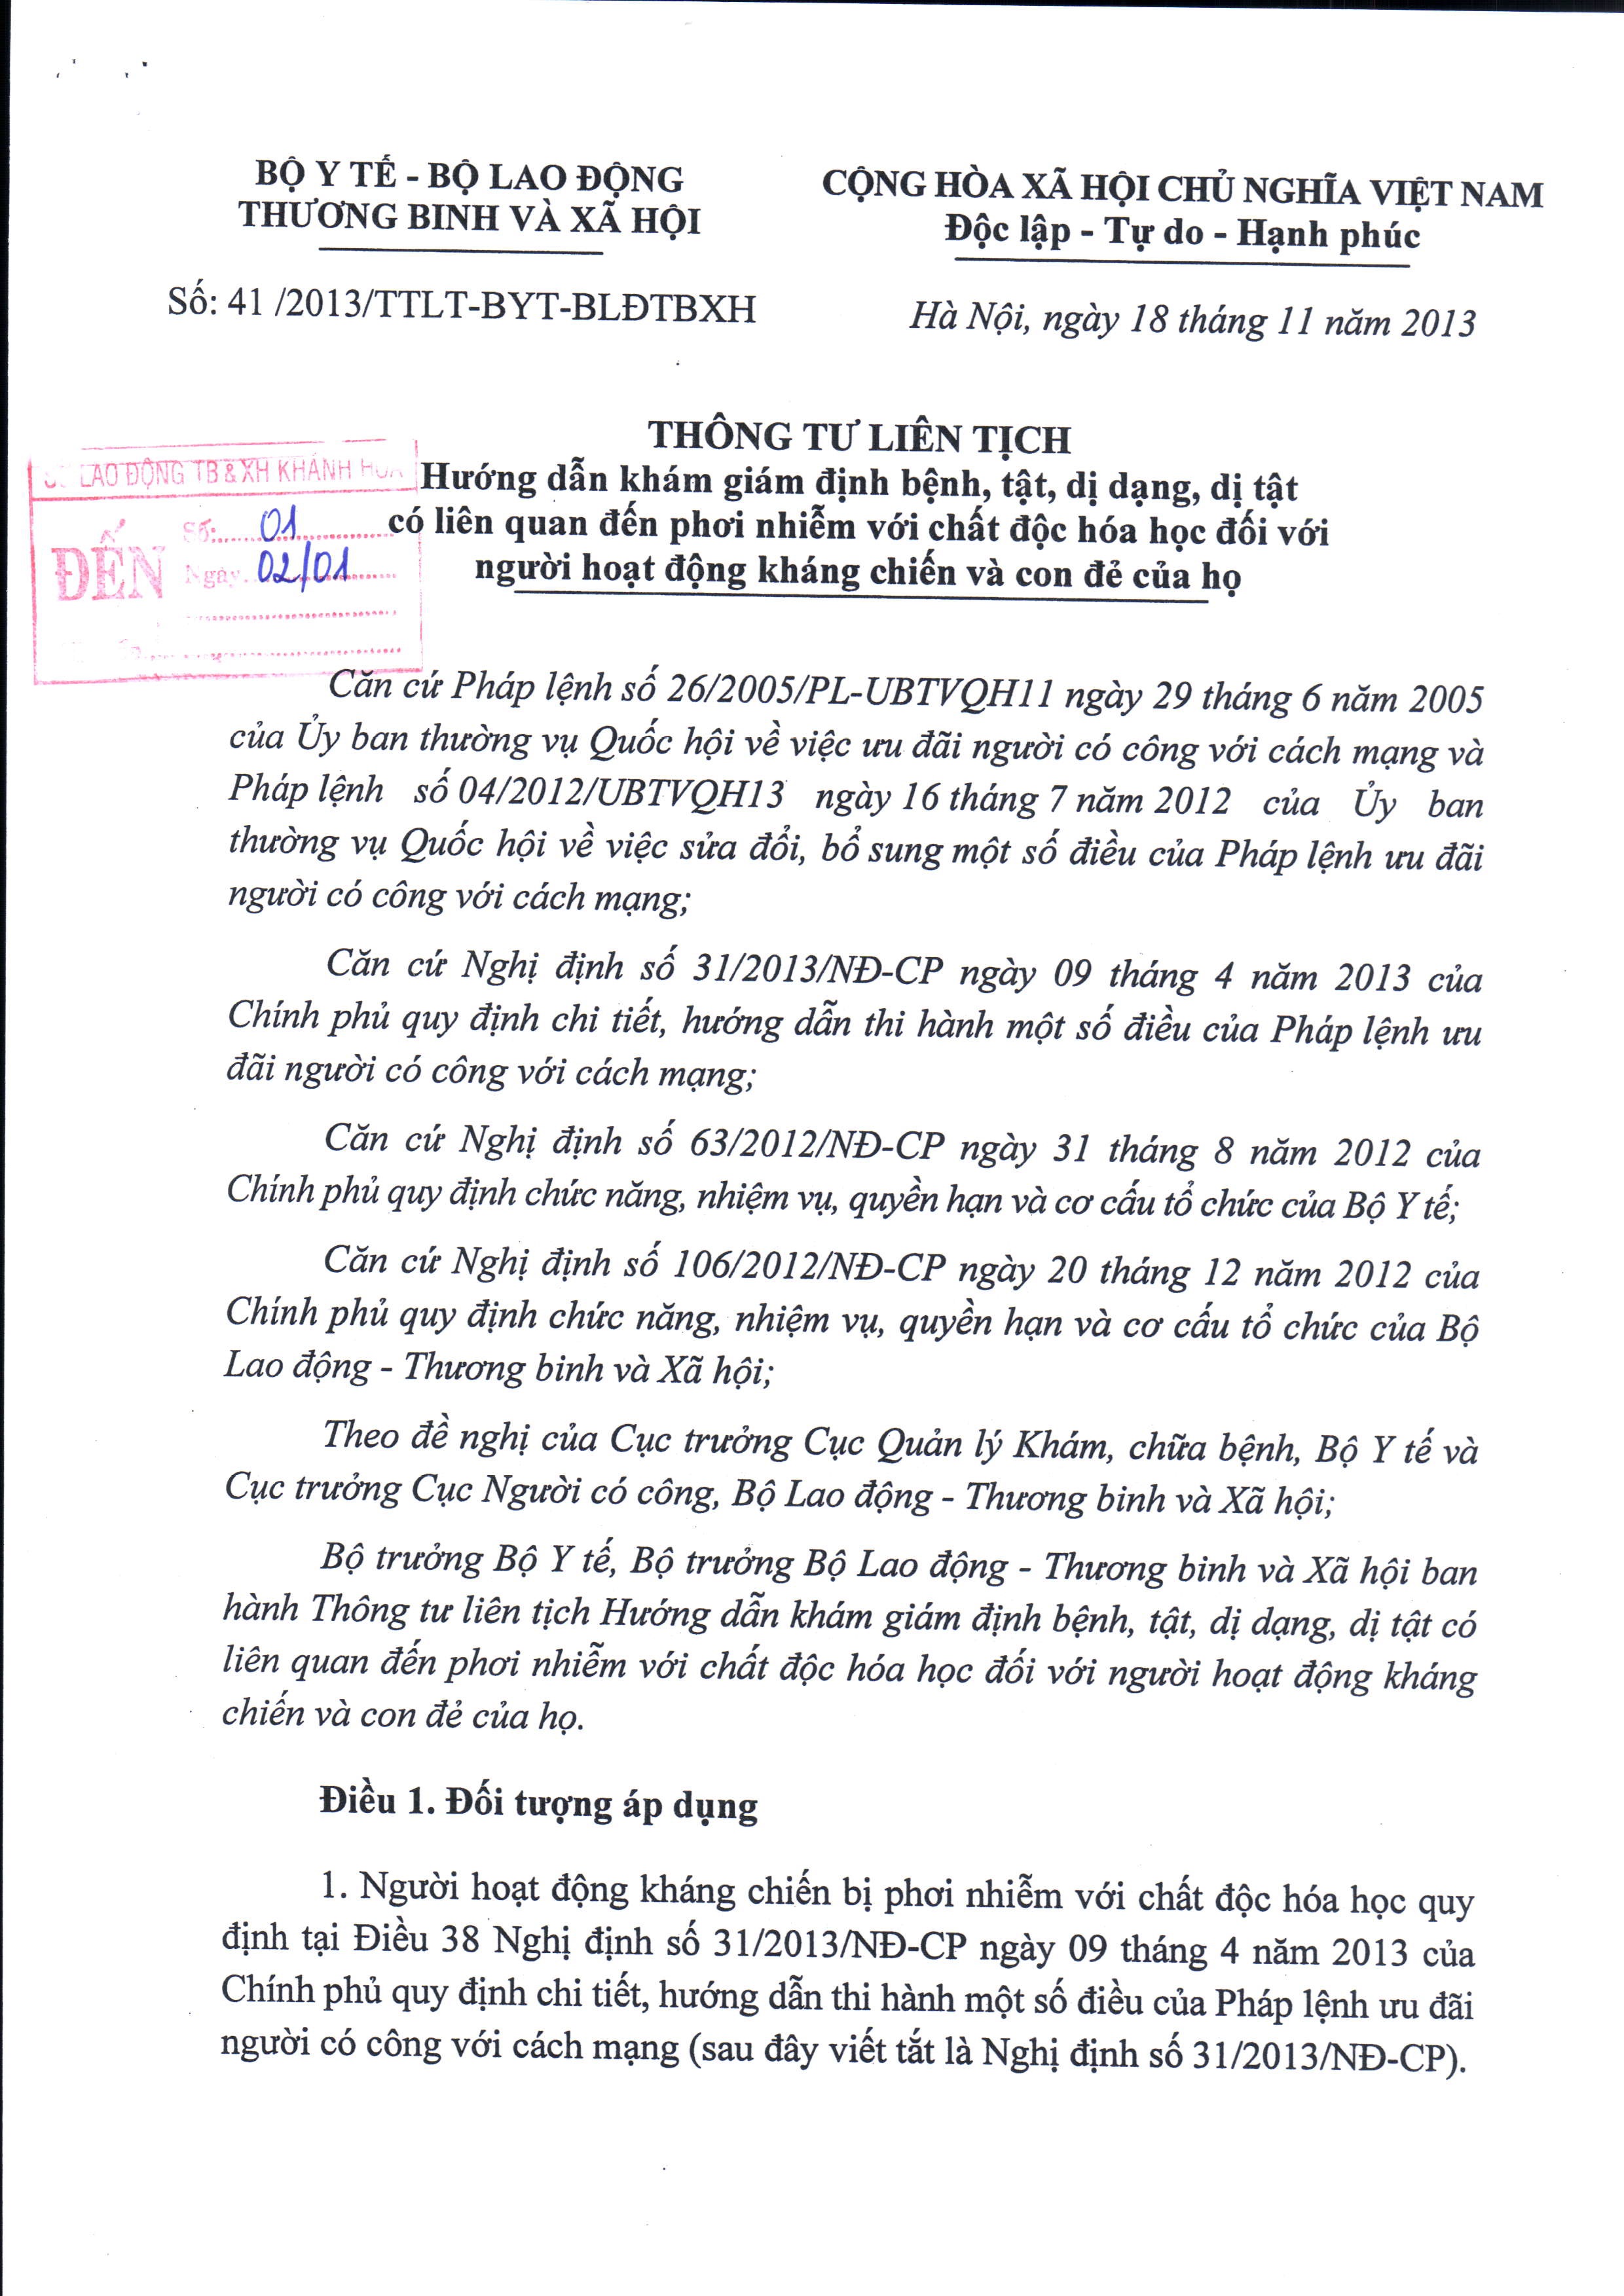 BỘ Y TẾ - BỘ LAO ĐỘNG
THƯƠNG BINH VÀ XÃ HỘI
CỘNG HÒA XÃ HỘI CHỦ NGHĨA VIỆT NAM
Độc lập - Tự do - Hạnh phúc
Số: 41 /2013/TTLT-BYT-BLĐTBXH
Hà Nội, ngày 18 tháng 11 năm 2013
THÔNG TƯ LIÊN TỊCH
Hướng dẫn khám giám định bệnh, tật, dị dạng, dị tật
có liên quan đến phơi nhiễm với chất độc hóa học đối với
người hoạt động kháng chiến và con đẻ của họ
LAO ĐỘNG TB & XH KHÁNH HÒA
ĐẾN
Số: 01
Ngày 02/01
Căn cứ Pháp lệnh số 26/2005/PL-UBTVQH11 ngày 29 tháng 6 năm 2005
của Ủy ban thường vụ Quốc hội về việc ưu đãi người có công với cách mạng và
Pháp lệnh số 04/2012/UBTVQH13 ngày 16 tháng 7 năm 2012 của Ủy ban
thường vụ Quốc hội về việc sửa đổi, bổ sung một số điều của Pháp lệnh ưu đãi
người có công với cách mạng;
Căn cứ Nghị định số 31/2013/NĐ-CP ngày 09 tháng 4 năm 2013 của
Chính phủ quy định chi tiết, hướng dẫn thi hành một số điều của Pháp lệnh ưu
đãi người có công với cách mạng;
Căn cứ Nghị định số 63/2012/NĐ-CP ngày 31 tháng 8 năm 2012 của
Chính phủ quy định chức năng, nhiệm vụ, quyền hạn và cơ cấu tổ chức của Bộ Y tế;
Căn cứ Nghị định số 106/2012/NĐ-CP ngày 20 tháng 12 năm 2012 của
Chính phủ quy định chức năng, nhiệm vụ, quyền hạn và cơ cấu tổ chức của Bộ
Lao động - Thương binh và Xã hội;
Theo đề nghị của Cục trưởng Cục Quản lý Khám, chữa bệnh, Bộ Y tế và
Cục trưởng Cục Người có công, Bộ Lao động - Thương binh và Xã hội;
Bộ trưởng Bộ Y tế, Bộ trưởng Bộ Lao động - Thương binh và Xã hội ban
hành Thông tư liên tịch Hướng dẫn khám giám định bệnh, tật, dị dạng, dị tật có
liên quan đến phơi nhiễm với chất độc hóa học đối với người hoạt động kháng
chiến và con đẻ của họ.
Điều 1. Đối tượng áp dụng
1. Người hoạt động kháng chiến bị phơi nhiễm với chất độc hóa học quy
định tại Điều 38 Nghị định số 31/2013/NĐ-CP ngày 09 tháng 4 năm 2013 của
Chính phủ quy định chi tiết, hướng dẫn thi hành một số điều của Pháp lệnh ưu đãi
người có công với cách mạng (sau đây viết tắt là Nghị định số 31/2013/NĐ-CP).